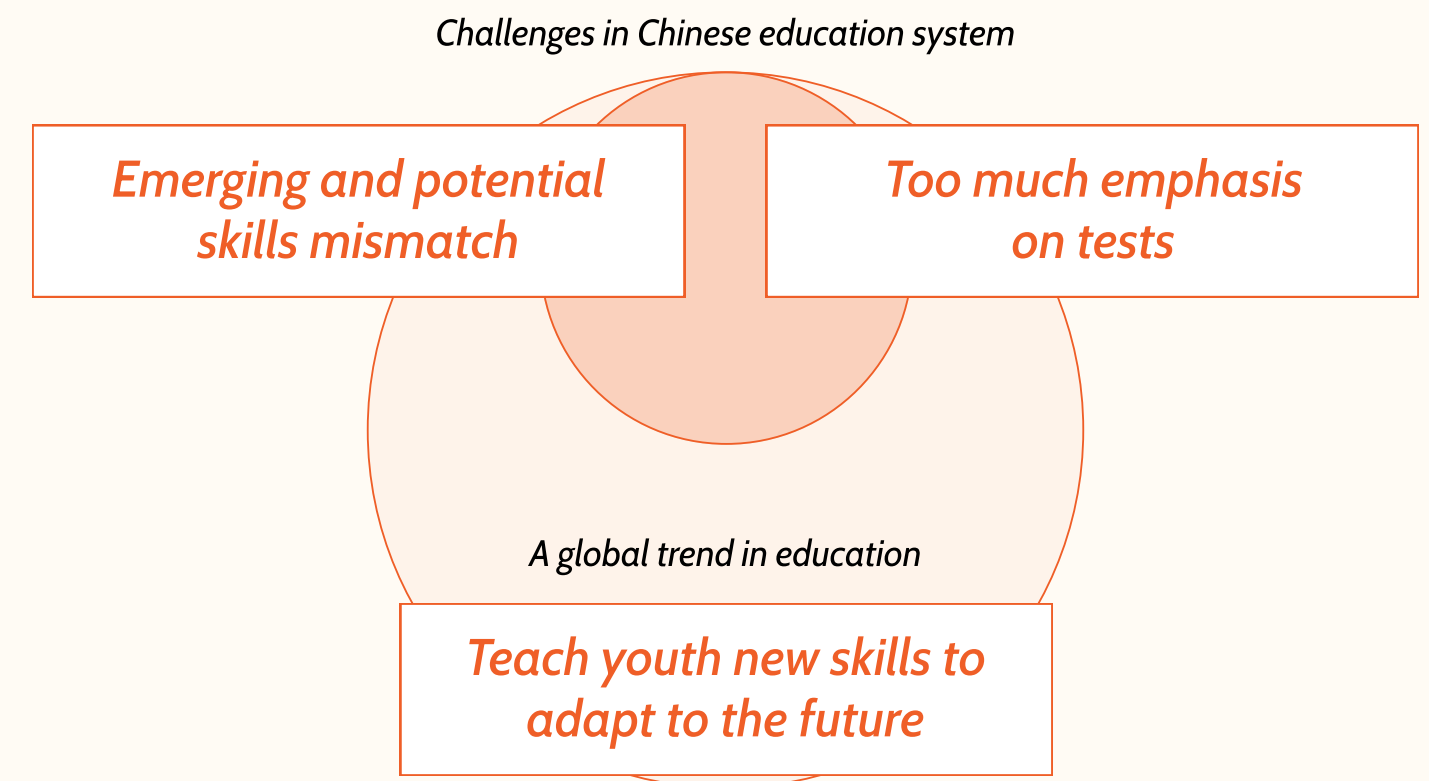 Challenges in Chinese education system
Emerging and potential
skills mismatch
Too much emphasis
on tests
A global trend in education
Teach youth new skills to
adapt to the future